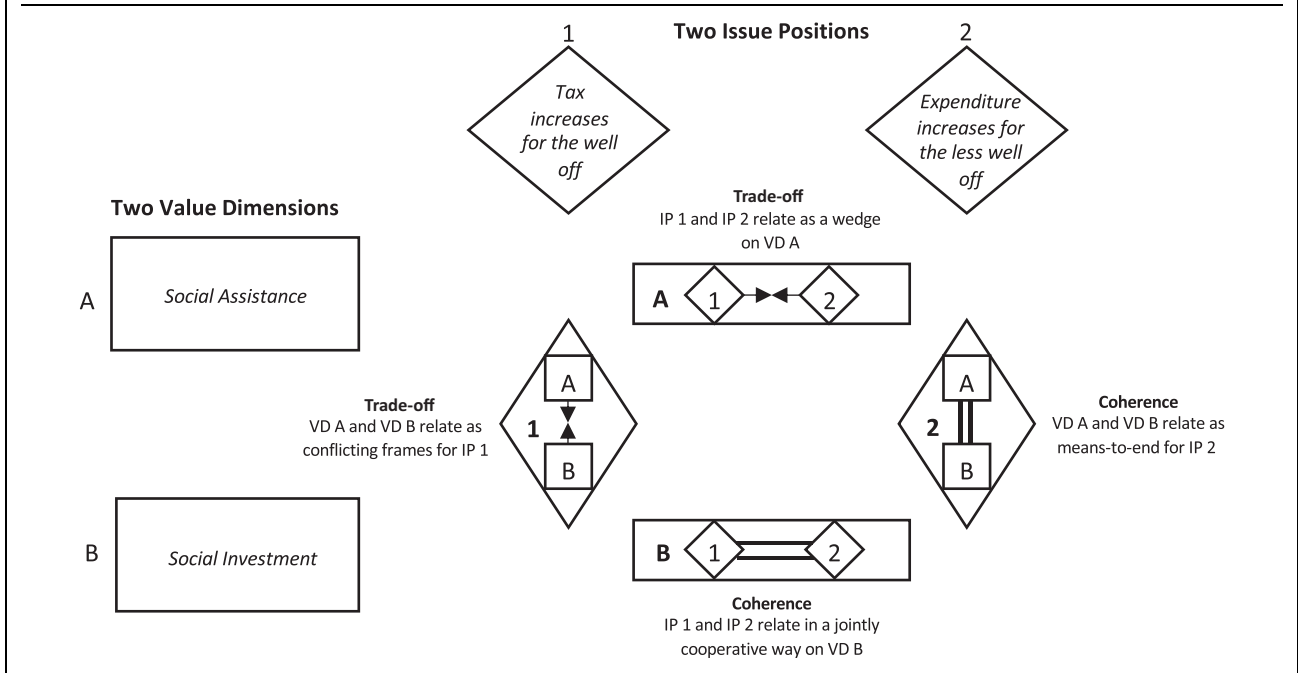 Two Issue Positions
1
2
Tax
increases
for the well
off
Expenditure
increases for
the less well
off
Two Value Dimensions
Trade-off
IP 1 and IP 2 relate as a wedge
on VD A
A
Social Assistance
A
1
2
Trade-off
VD A and VD B relate as
conflicting frames for IP 1
A
1
B
A
2
B
Coherence
VD A and VD B relate as
means-to-end for IP 2
B
Social Investment
B
1
2
Coherence
IP 1 and IP 2 relate in a jointly
cooperative way on VD B